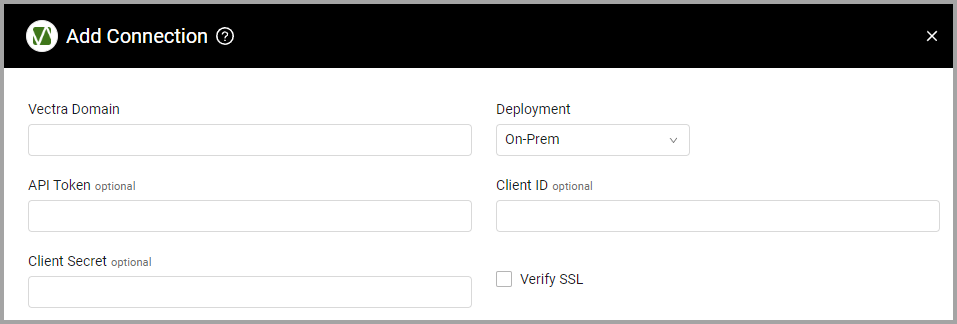 Add Connection ?
Vectra Domain
Deployment
On-Prem
API Token optional
Client ID optional
Client Secret optional
Verify SSL